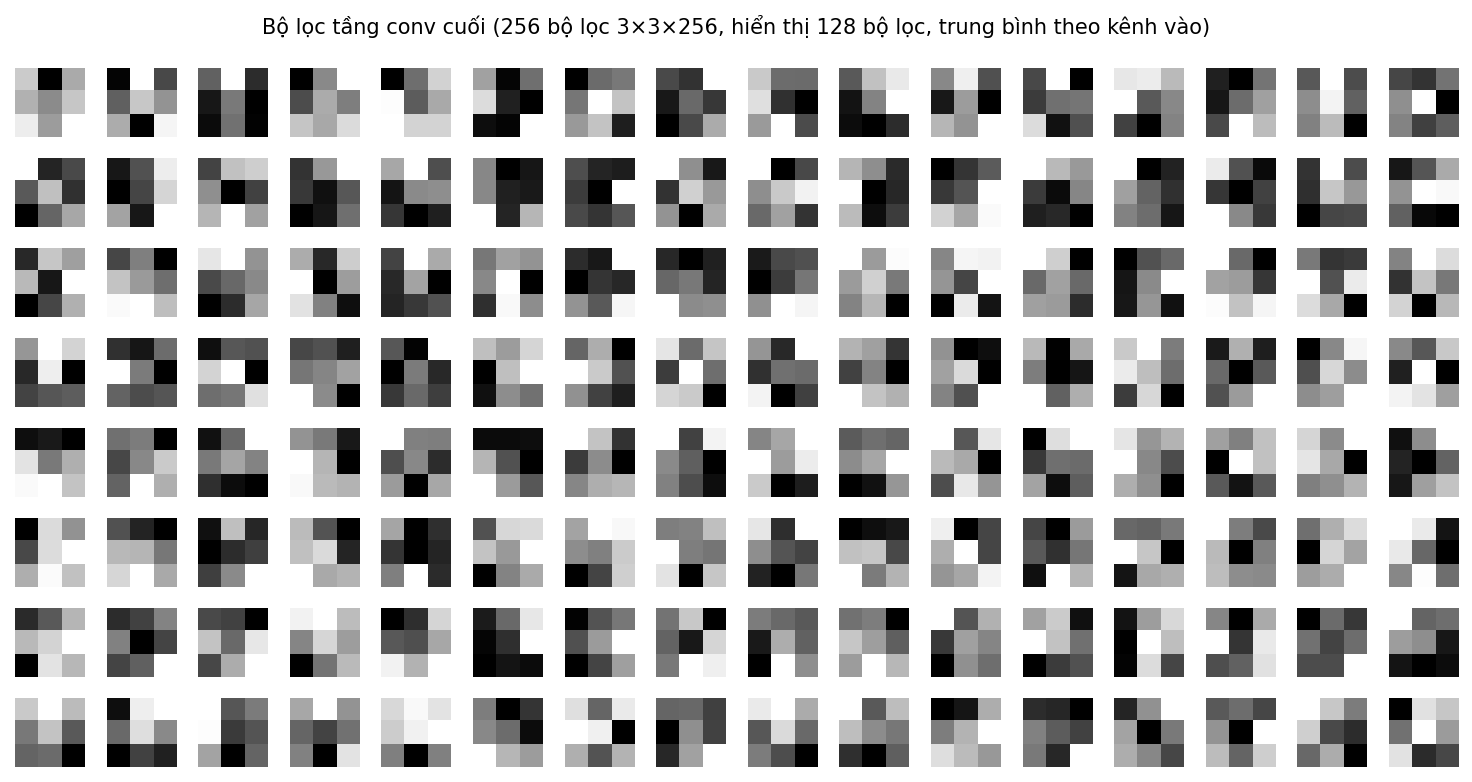 Bộ lọc tầng conv cuối (256 bộ lọc 3×3×256, hiển thị 128 bộ lọc, trung bình theo kênh vào)